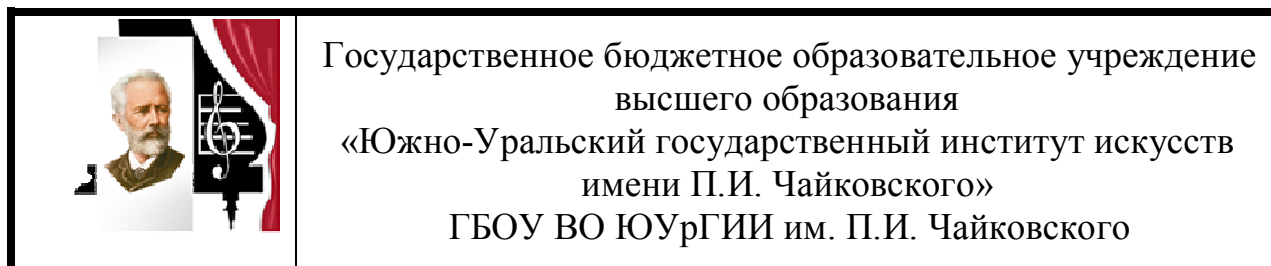 Государственное бюджетное образовательное учреждение
высшего образования
«Южно-Уральский государственный институт искусств
имени П.И. Чайковского»
ГБОУ ВО ЮУрГИИ им. П.И. Чайковского